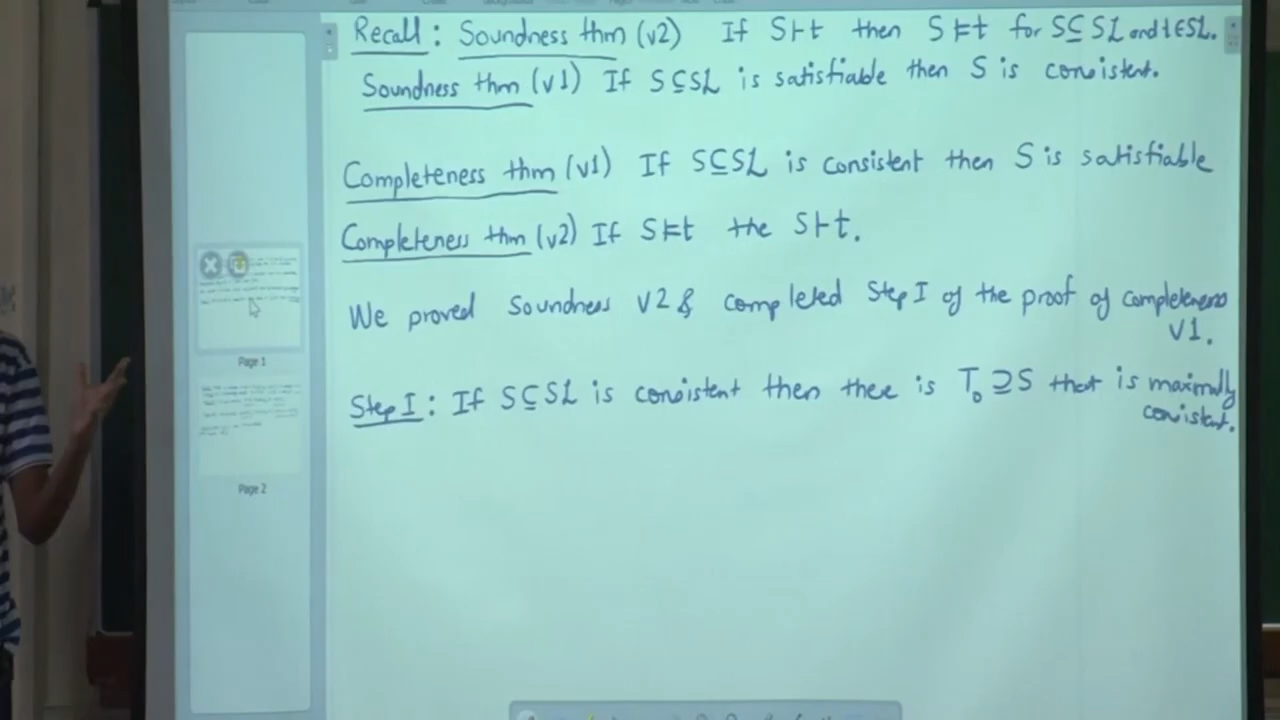 Recall : Soundness thm (v2) If S⊢t then S⊨t for S⊆SL and t∈SL.
Soundness thm (v1) If S⊆SL is satisfiable then S is consistent.
Completeness thm (v1) If S⊆SL is consistent then S is satisfiable
Completeness thm (v2) If S⊨t the S⊢t.
We proved Soundness V2 & completed Step I of the proof of completeness
V1.
Step I : If S⊆SL is consistent then there is T₀ ⊇ S that is maximally
consistent.
Page 1
Page 2